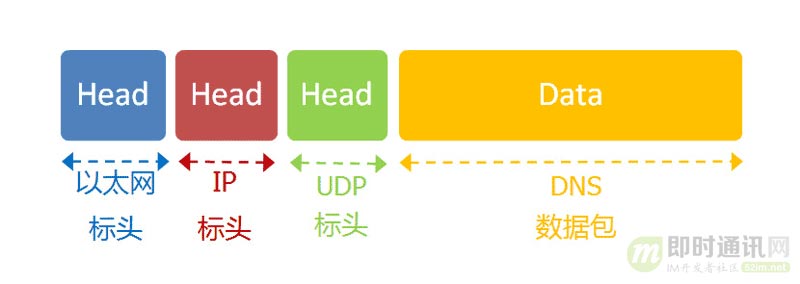 Head Head Head Data
以太网 IP UDP DNS
标头 标头 标头 数据包
即时通讯网
IM开发者社区 52im.net